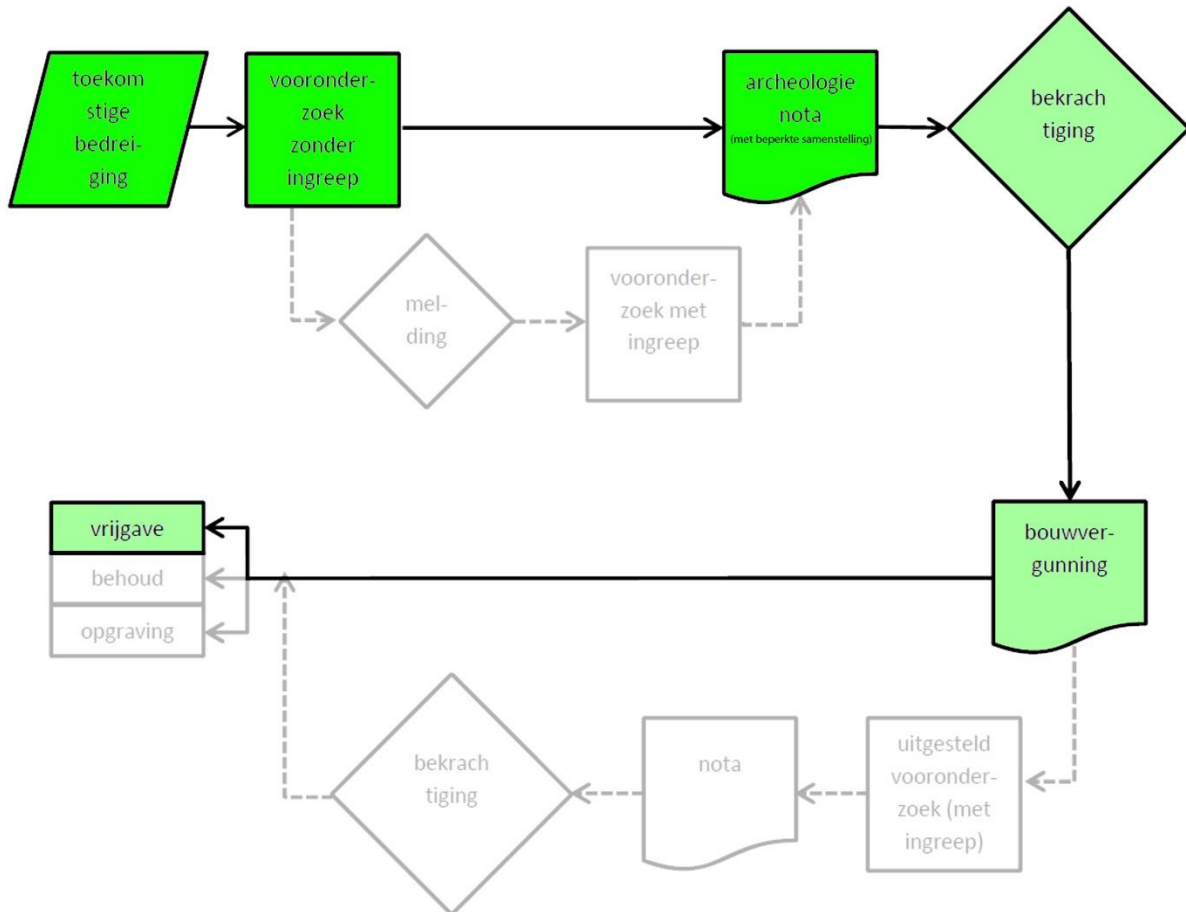 toekom
stige
bedrei-
ging
vooronder-
zoek
zonder
ingreep
archeologie
nota
(met beperkte samenstelling)
bekrach
tiging
mel-
ding
vooronder-
zoek met
ingreep
vrijgave
behoud
opgraving
bouwver-
gunning
bekrach
tiging
nota
uitgesteld
vooronder-
zoek (met
ingreep)